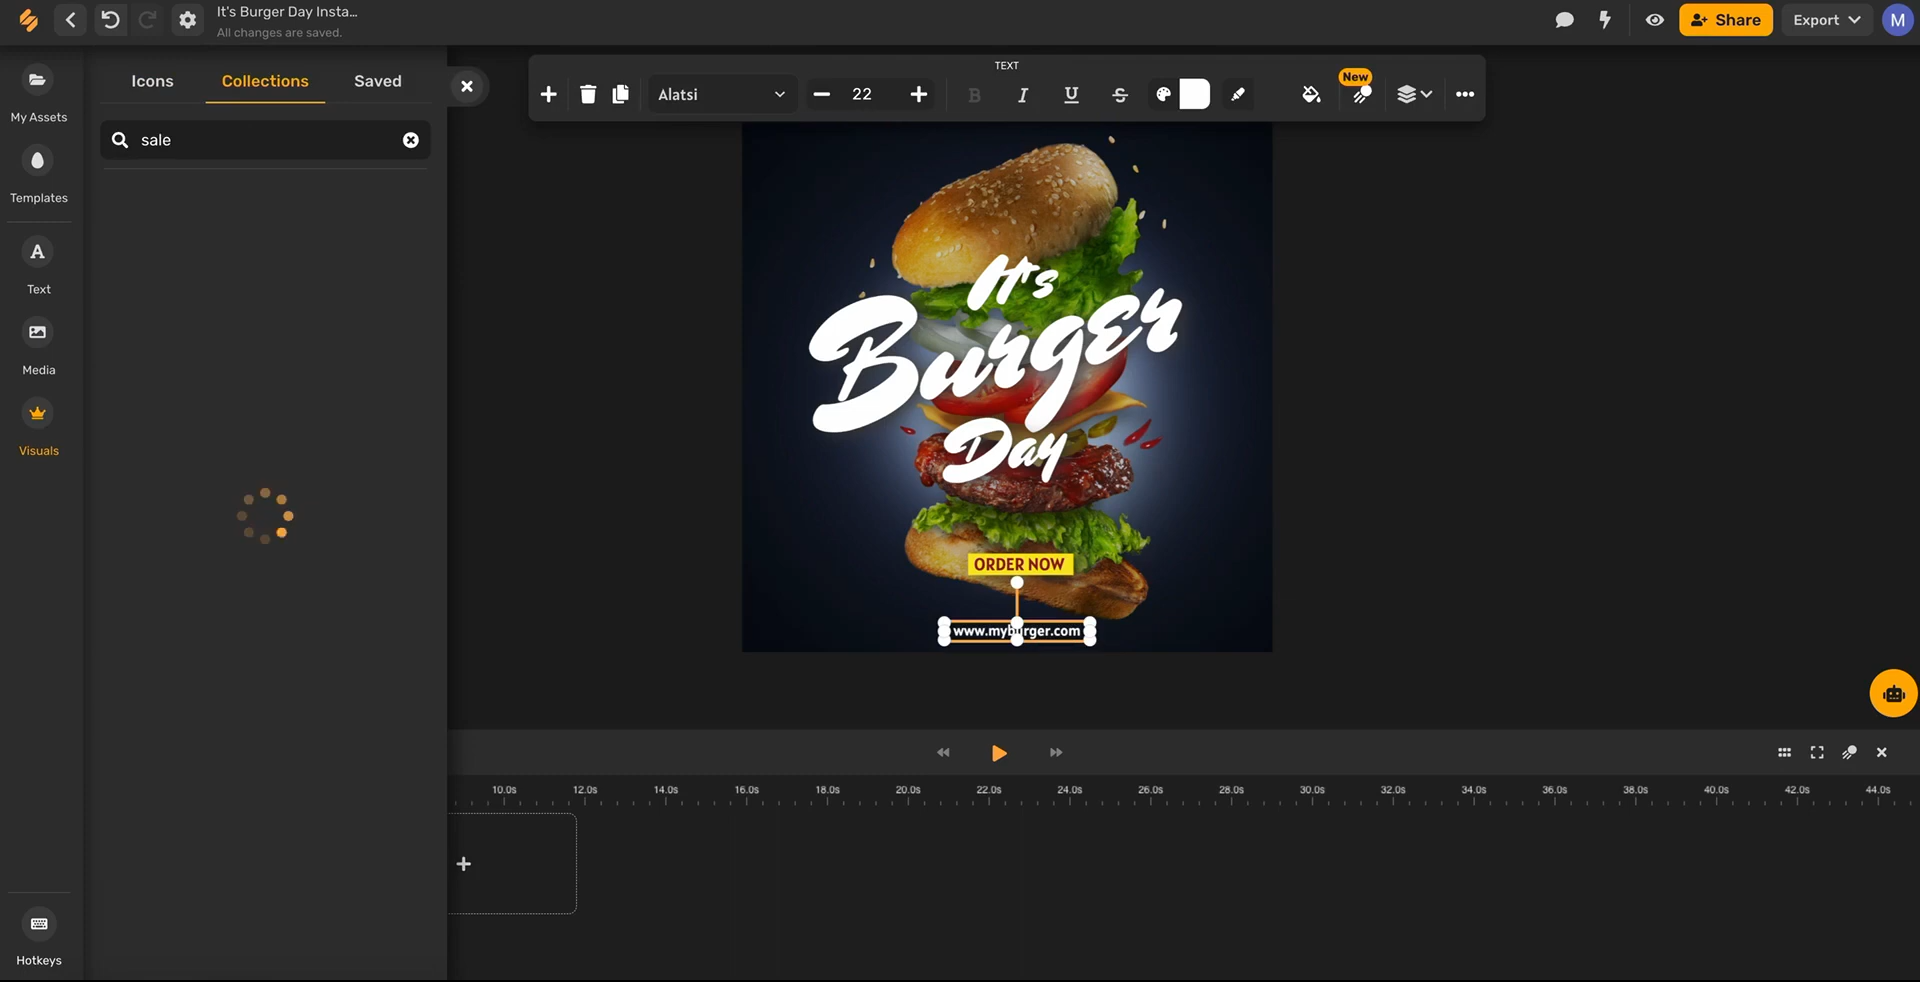 It's Burger Day Insta...
All changes are saved.
Share
Export
M
Icons
Collections
Saved
sale
My Assets
Templates
Text
Media
Visuals
Hotkeys
TEXT
New
Alatsi
22
B
I
U
S
It's
Burger
Day
ORDER NOW
www.myburger.com
10.0s
12.0s
14.0s
16.0s
18.0s
20.0s
22.0s
24.0s
26.0s
28.0s
30.0s
32.0s
34.0s
36.0s
38.0s
40.0s
42.0s
44.0s